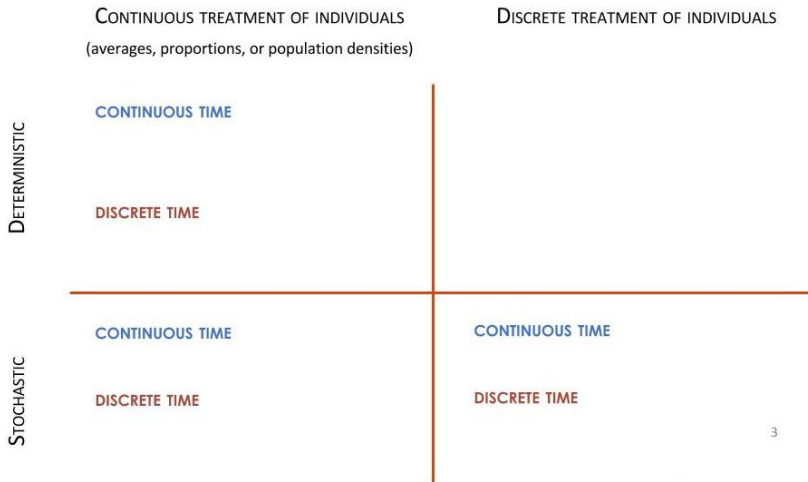 CONTINUOUS TREATMENT OF INDIVIDUALS
(averages, proportions, or population densities)
DISCRETE TREATMENT OF INDIVIDUALS
DETERMINISTIC
CONTINUOUS TIME
DISCRETE TIME
STOCHASTIC
CONTINUOUS TIME
DISCRETE TIME
CONTINUOUS TIME
DISCRETE TIME
3